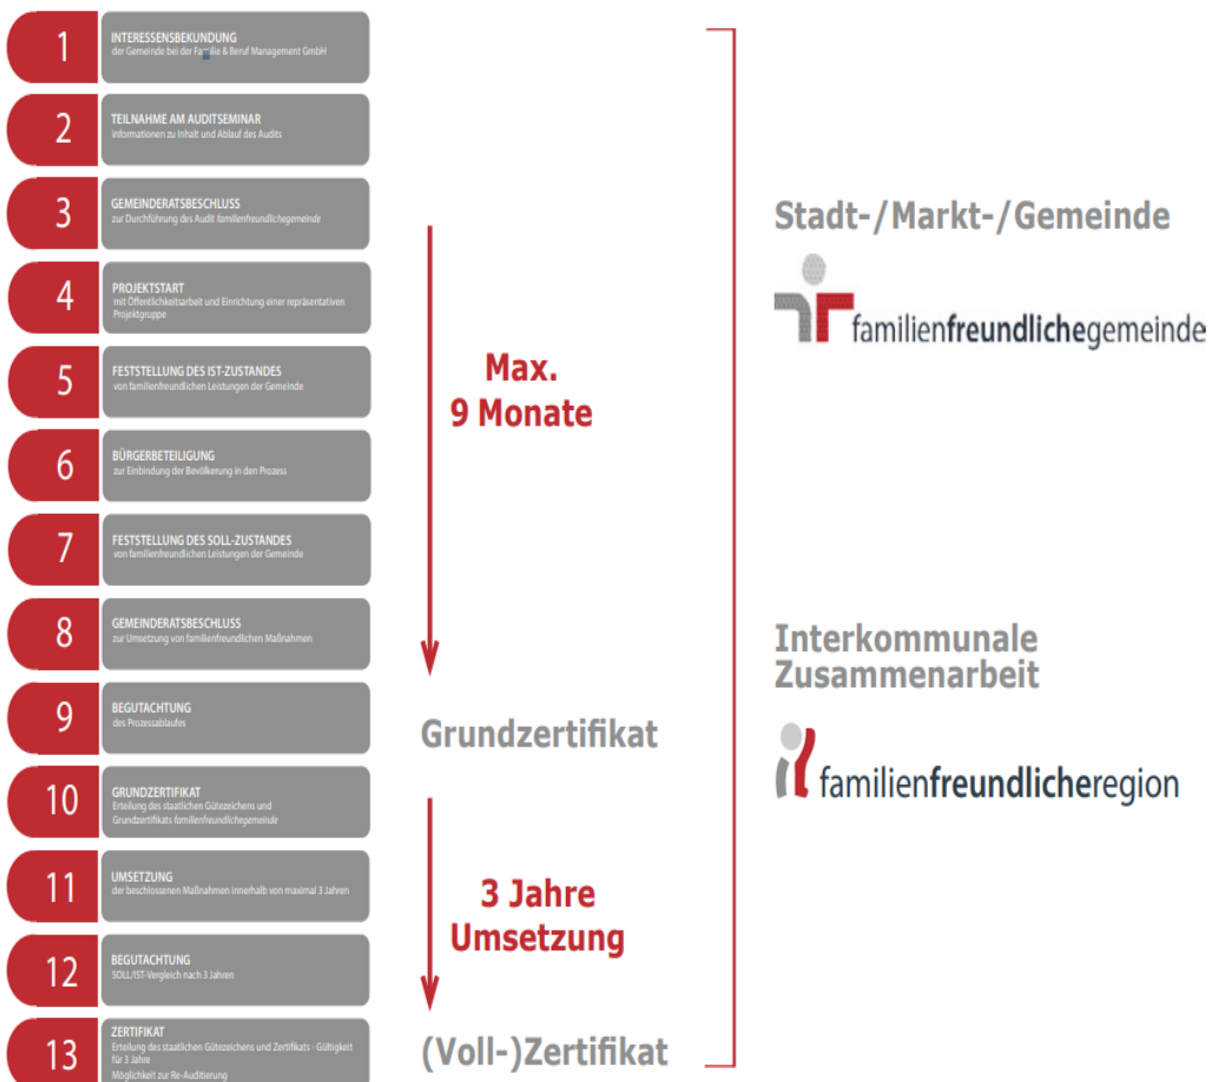 1
INTERESSENSBEKUNDUNG
der Gemeinde bei der Familie & Beruf Management GmbH
2
TEILNAHME AM AUDITSEMINAR
informationen zu Inhalt und Ablauf des Audits
3
GEMEINDERATSBESCHLUSS
zur Durchführung des Audit familienfreundlichegemeinde
4
PROJEKTSTART
mit Öffentlichkeitsarbeit und Einrichtung einer repräsentativen
Projektgruppe
5
FESTSTELLUNG DES IST-ZUSTANDES
von familienfreundlichen Leistungen der Gemeinde
6
BÜRGERBETEILIGUNG
zur Einbindung der Bevölkerung in den Prozess
7
FESTSTELLUNG DES SOLL-ZUSTANDES
von familienfreundlichen Leistungen der Gemeinde
8
GEMEINDERATSBESCHLUSS
zur Umsetzung von familienfreundlichen Maßnahmen
9
BEGUTACHTUNG
des Prozessablaufes
10
GRUNDZERTIFIKAT
Erteilung des staatlichen Gütezeichens und
Grundzertifikats familienfreundlichegemeinde
11
UMSETZUNG
der beschlossenen Maßnahmen innerhalb von maximal 3 Jahren
12
BEGUTACHTUNG
SOLL/IST-Vergleich nach 3 Jahren
13
ZERTIFIKAT
Erteilung des staatlichen Gütezeichens und Zertifikats - Gültigkeit
für 3 Jahre
Möglichkeit zur Re-Auditierung
Max.
9 Monate
Grundzertifikat
3 Jahre
Umsetzung
(Voll-)Zertifikat
Stadt-/Markt-/Gemeinde
familienfreundlichegemeinde
Interkommunale
Zusammenarbeit
familienfreundlicheregion